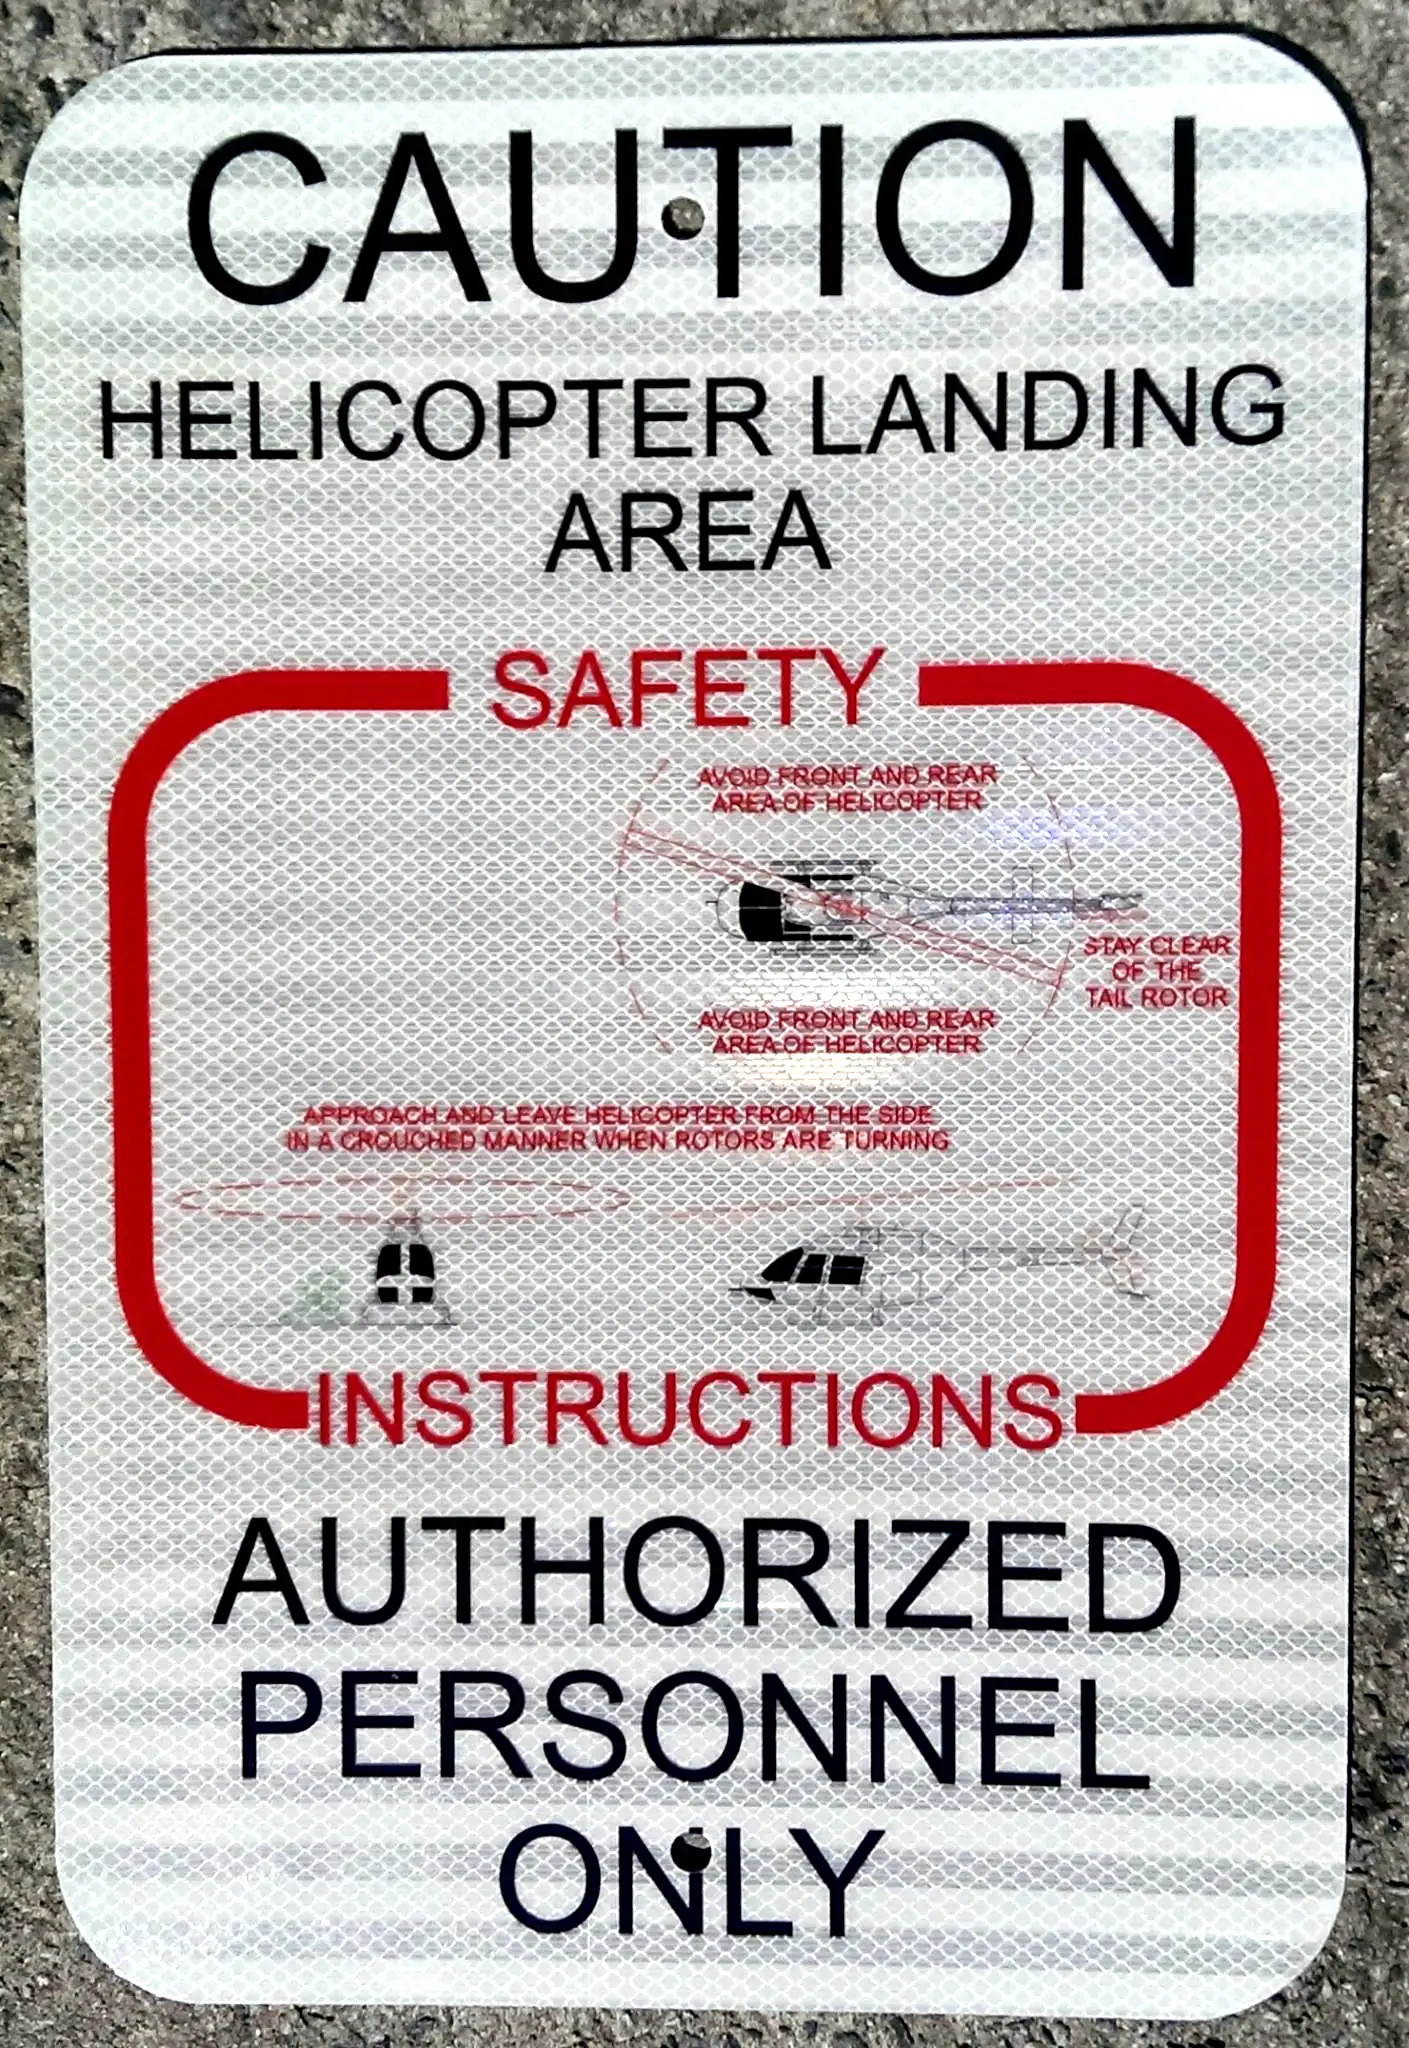 CAUTION
HELICOPTER LANDING
AREA
SAFETY
AVOID FRONT AND REAR
AREA OF HELICOPTER
STAY CLEAR
OF THE
TAIL ROTOR
AVOID FRONT AND REAR
AREA OF HELICOPTER
APPROACH AND LEAVE HELICOPTER FROM THE SIDE
IN A CROUCHED MANNER WHEN ROTORS ARE TURNING
INSTRUCTIONS
AUTHORIZED
PERSONNEL
ONLY